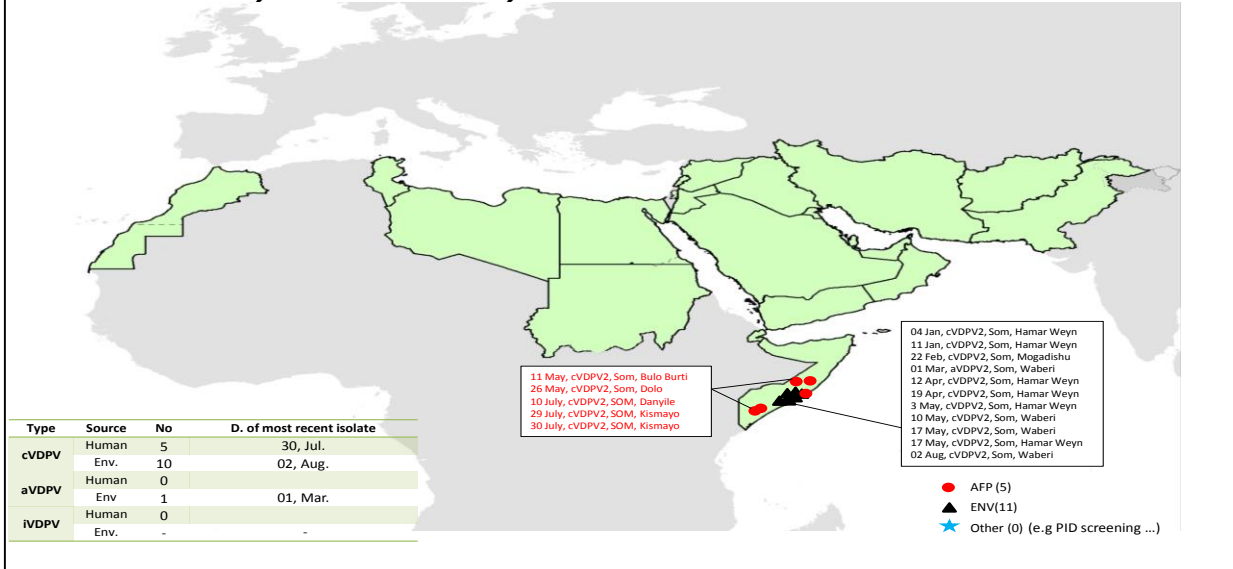 11 May, cVDPV2, Som, Bulo Burti
26 May, cVDPV2, Som, Dolo
10 July, cVDPV2, SOM, Danyile
29 July, cVDPV2, SOM, Kismayo
30 July, cVDPV2, SOM, Kismayo
04 Jan, cVDPV2, Som, Hamar Weyn
11 Jan, cVDPV2, Som, Hamar Weyn
22 Feb, cVDPV2, Som, Mogadishu
01 Mar, aVDPV2, Som, Waberi
12 Apr, cVDPV2, Som, Hamar Weyn
19 Apr, cVDPV2, Som, Hamar Weyn
3 May, cVDPV2, Som, Hamar Weyn
10 May, cVDPV2, Som, Waberi
17 May, cVDPV2, Som, Waberi
17 May, cVDPV2, Som, Hamar Weyn
02 Aug, cVDPV2, Som, Waberi
Type Source No D. of most recent isolate
cVDPV Human 5 30, Jul.
Env. 10 02, Aug.
aVDPV Human 0
Env 1 01, Mar.
iVDPV Human 0
Env. - -
AFP (5)
ENV(11)
Other (0) (e.g PID screening ...)